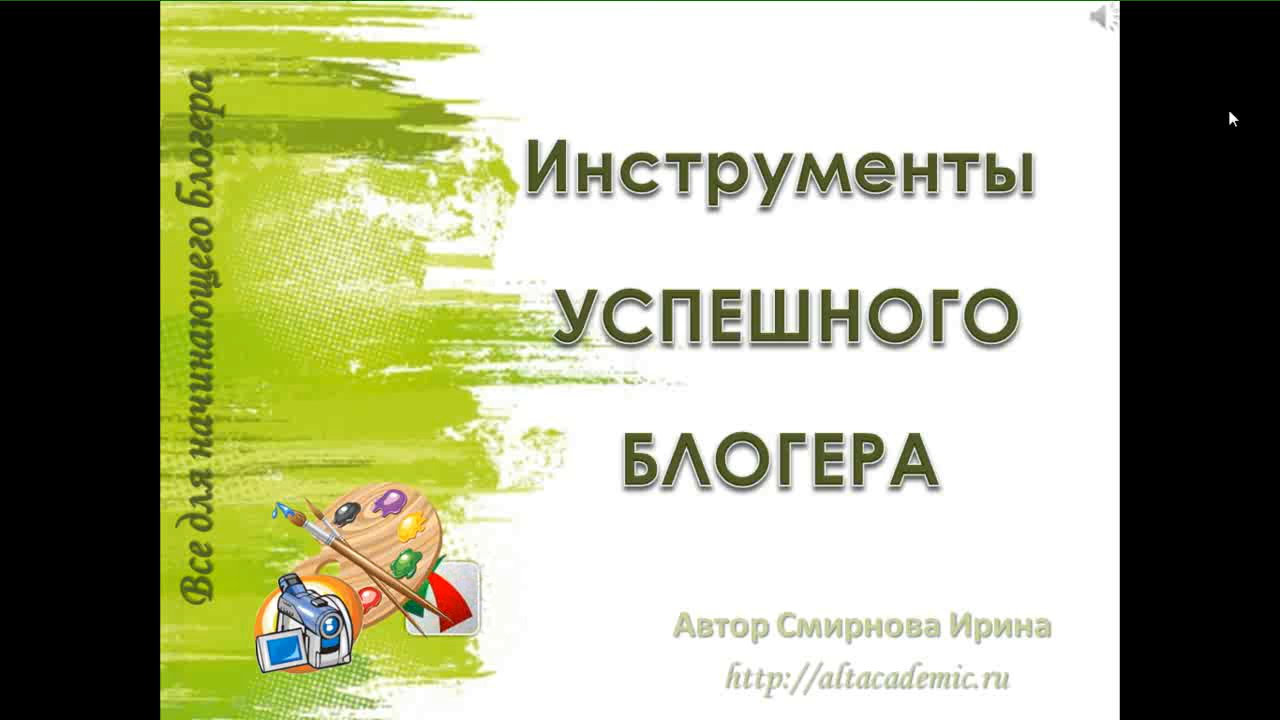 Все для начинающего блогера
Инструменты
УСПЕШНОГО
БЛОГЕРА
Автор Смирнова Ирина
http://altacademic.ru